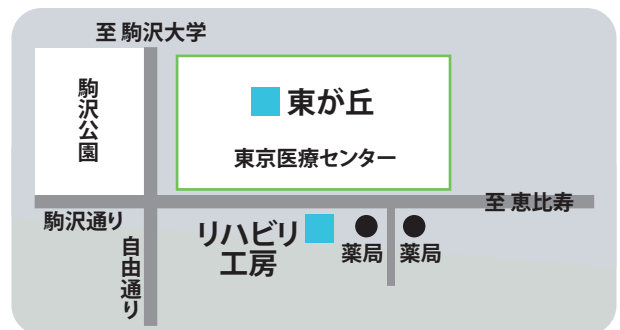 至 駒沢大学
駒沢公園
東が丘
東京医療センター
至 恵比寿
駒沢通り
自由通り
リハビリ
工房
薬局
薬局